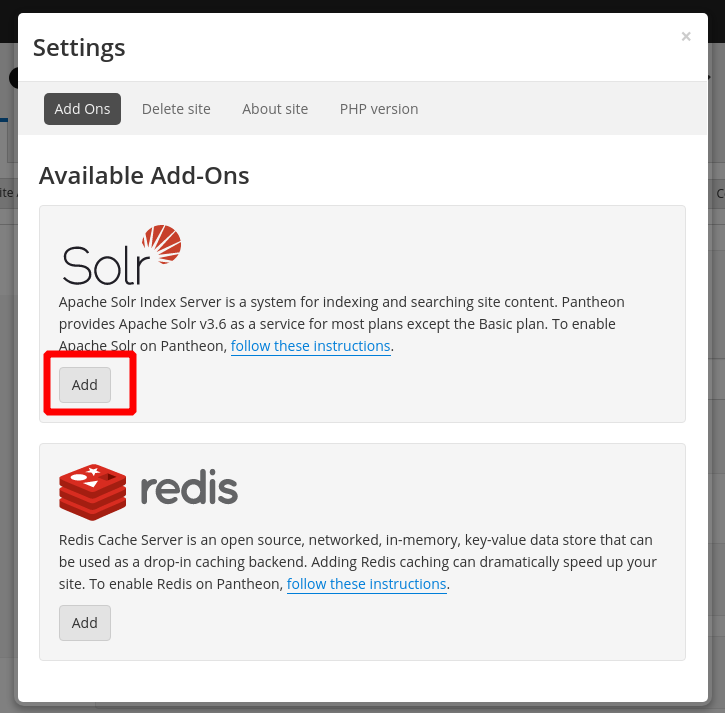 Settings
×
Add Ons Delete site About site PHP version
Available Add-Ons
Solr
Apache Solr Index Server is a system for indexing and searching site content. Pantheon
provides Apache Solr v3.6 as a service for most plans except the Basic plan. To enable
Apache Solr on Pantheon, follow these instructions.
Add
redis
Redis Cache Server is an open source, networked, in-memory, key-value data store that can
be used as a drop-in caching backend. Adding Redis caching can dramatically speed up your
site. To enable Redis on Pantheon, follow these instructions.
Add